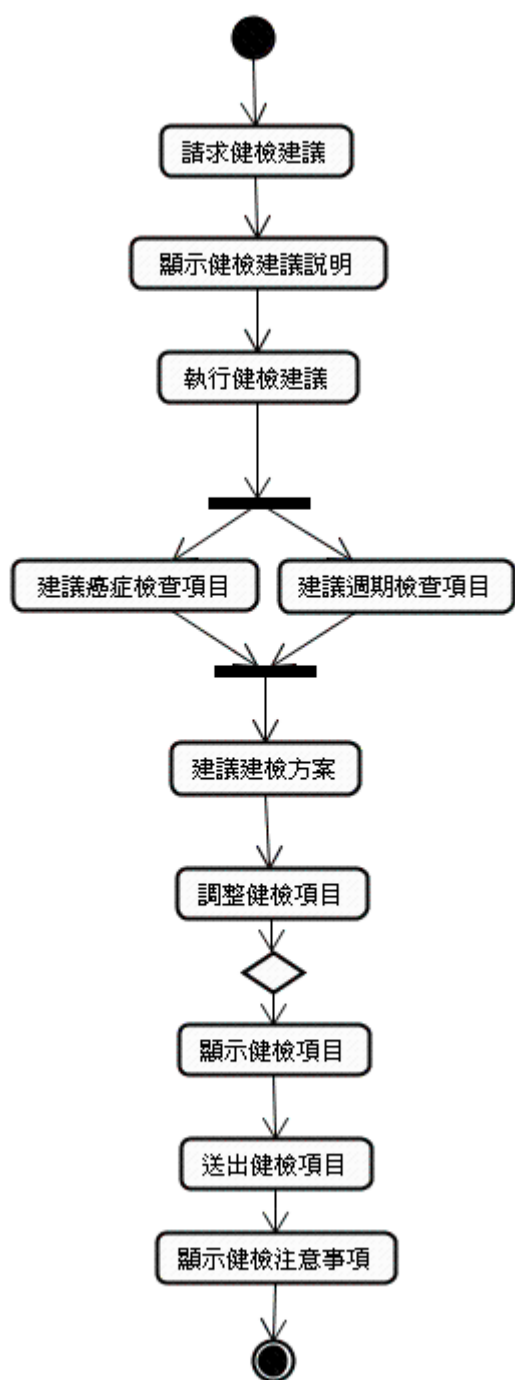 請求健檢建議
顯示健檢建議說明
執行健檢建議
建議癌症檢查項目
建議週期檢查項目
建議建檢方案
調整健檢項目
顯示健檢項目
送出健檢項目
顯示健檢注意事項